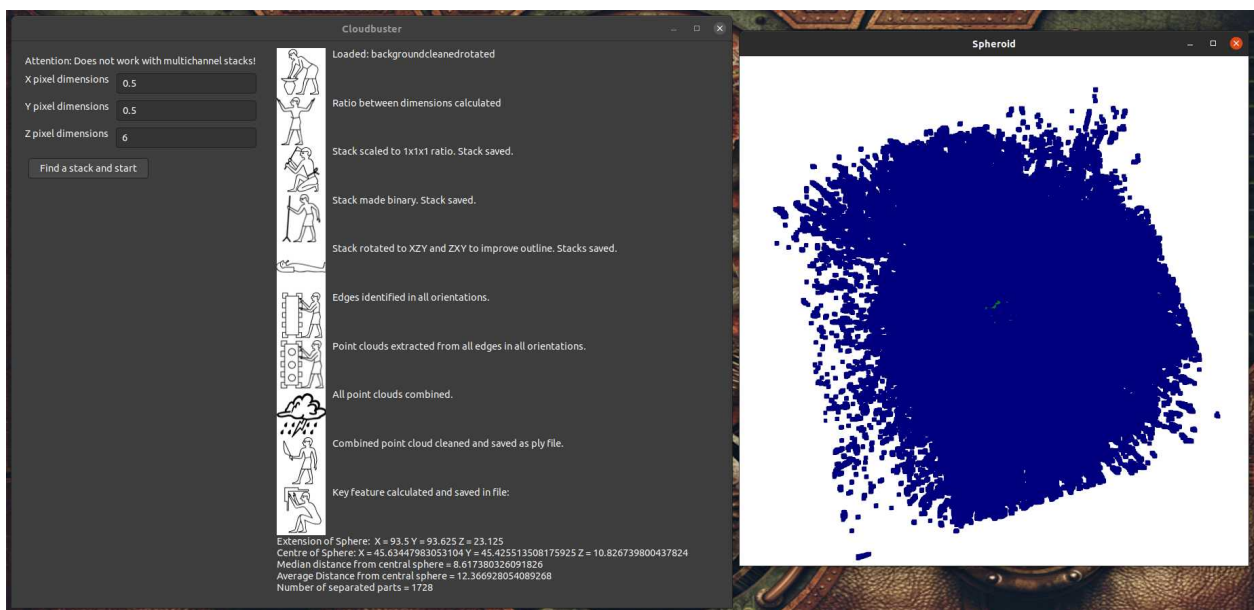 Cloudbuster
Attention: Does not work with multichannel stacks!
X pixel dimensions 0.5
Y pixel dimensions 0.5
Z pixel dimensions 6
Find a stack and start
Loaded: backgroundcleanedrotated
Ratio between dimensions calculated
Stack scaled to 1x1x1 ratio. Stack saved.
Stack made binary. Stack saved.
Stack rotated to XZY and ZXY to improve outline. Stacks saved.
Edges identified in all orientations.
Point clouds extracted from all edges in all orientations.
All point clouds combined.
Combined point cloud cleaned and saved as ply file.
Key feature calculated and saved in file:
Extension of Sphere: X = 93.5 Y = 93.625 Z = 23.125
Centre of Sphere: X = 45.63447983053104 Y = 45.425513508175925 Z = 10.826739800437824
Median distance from central sphere = 8.617380326091826
Average Distance from central sphere = 12.366928054089268
Number of separated parts = 1728
Spheroid